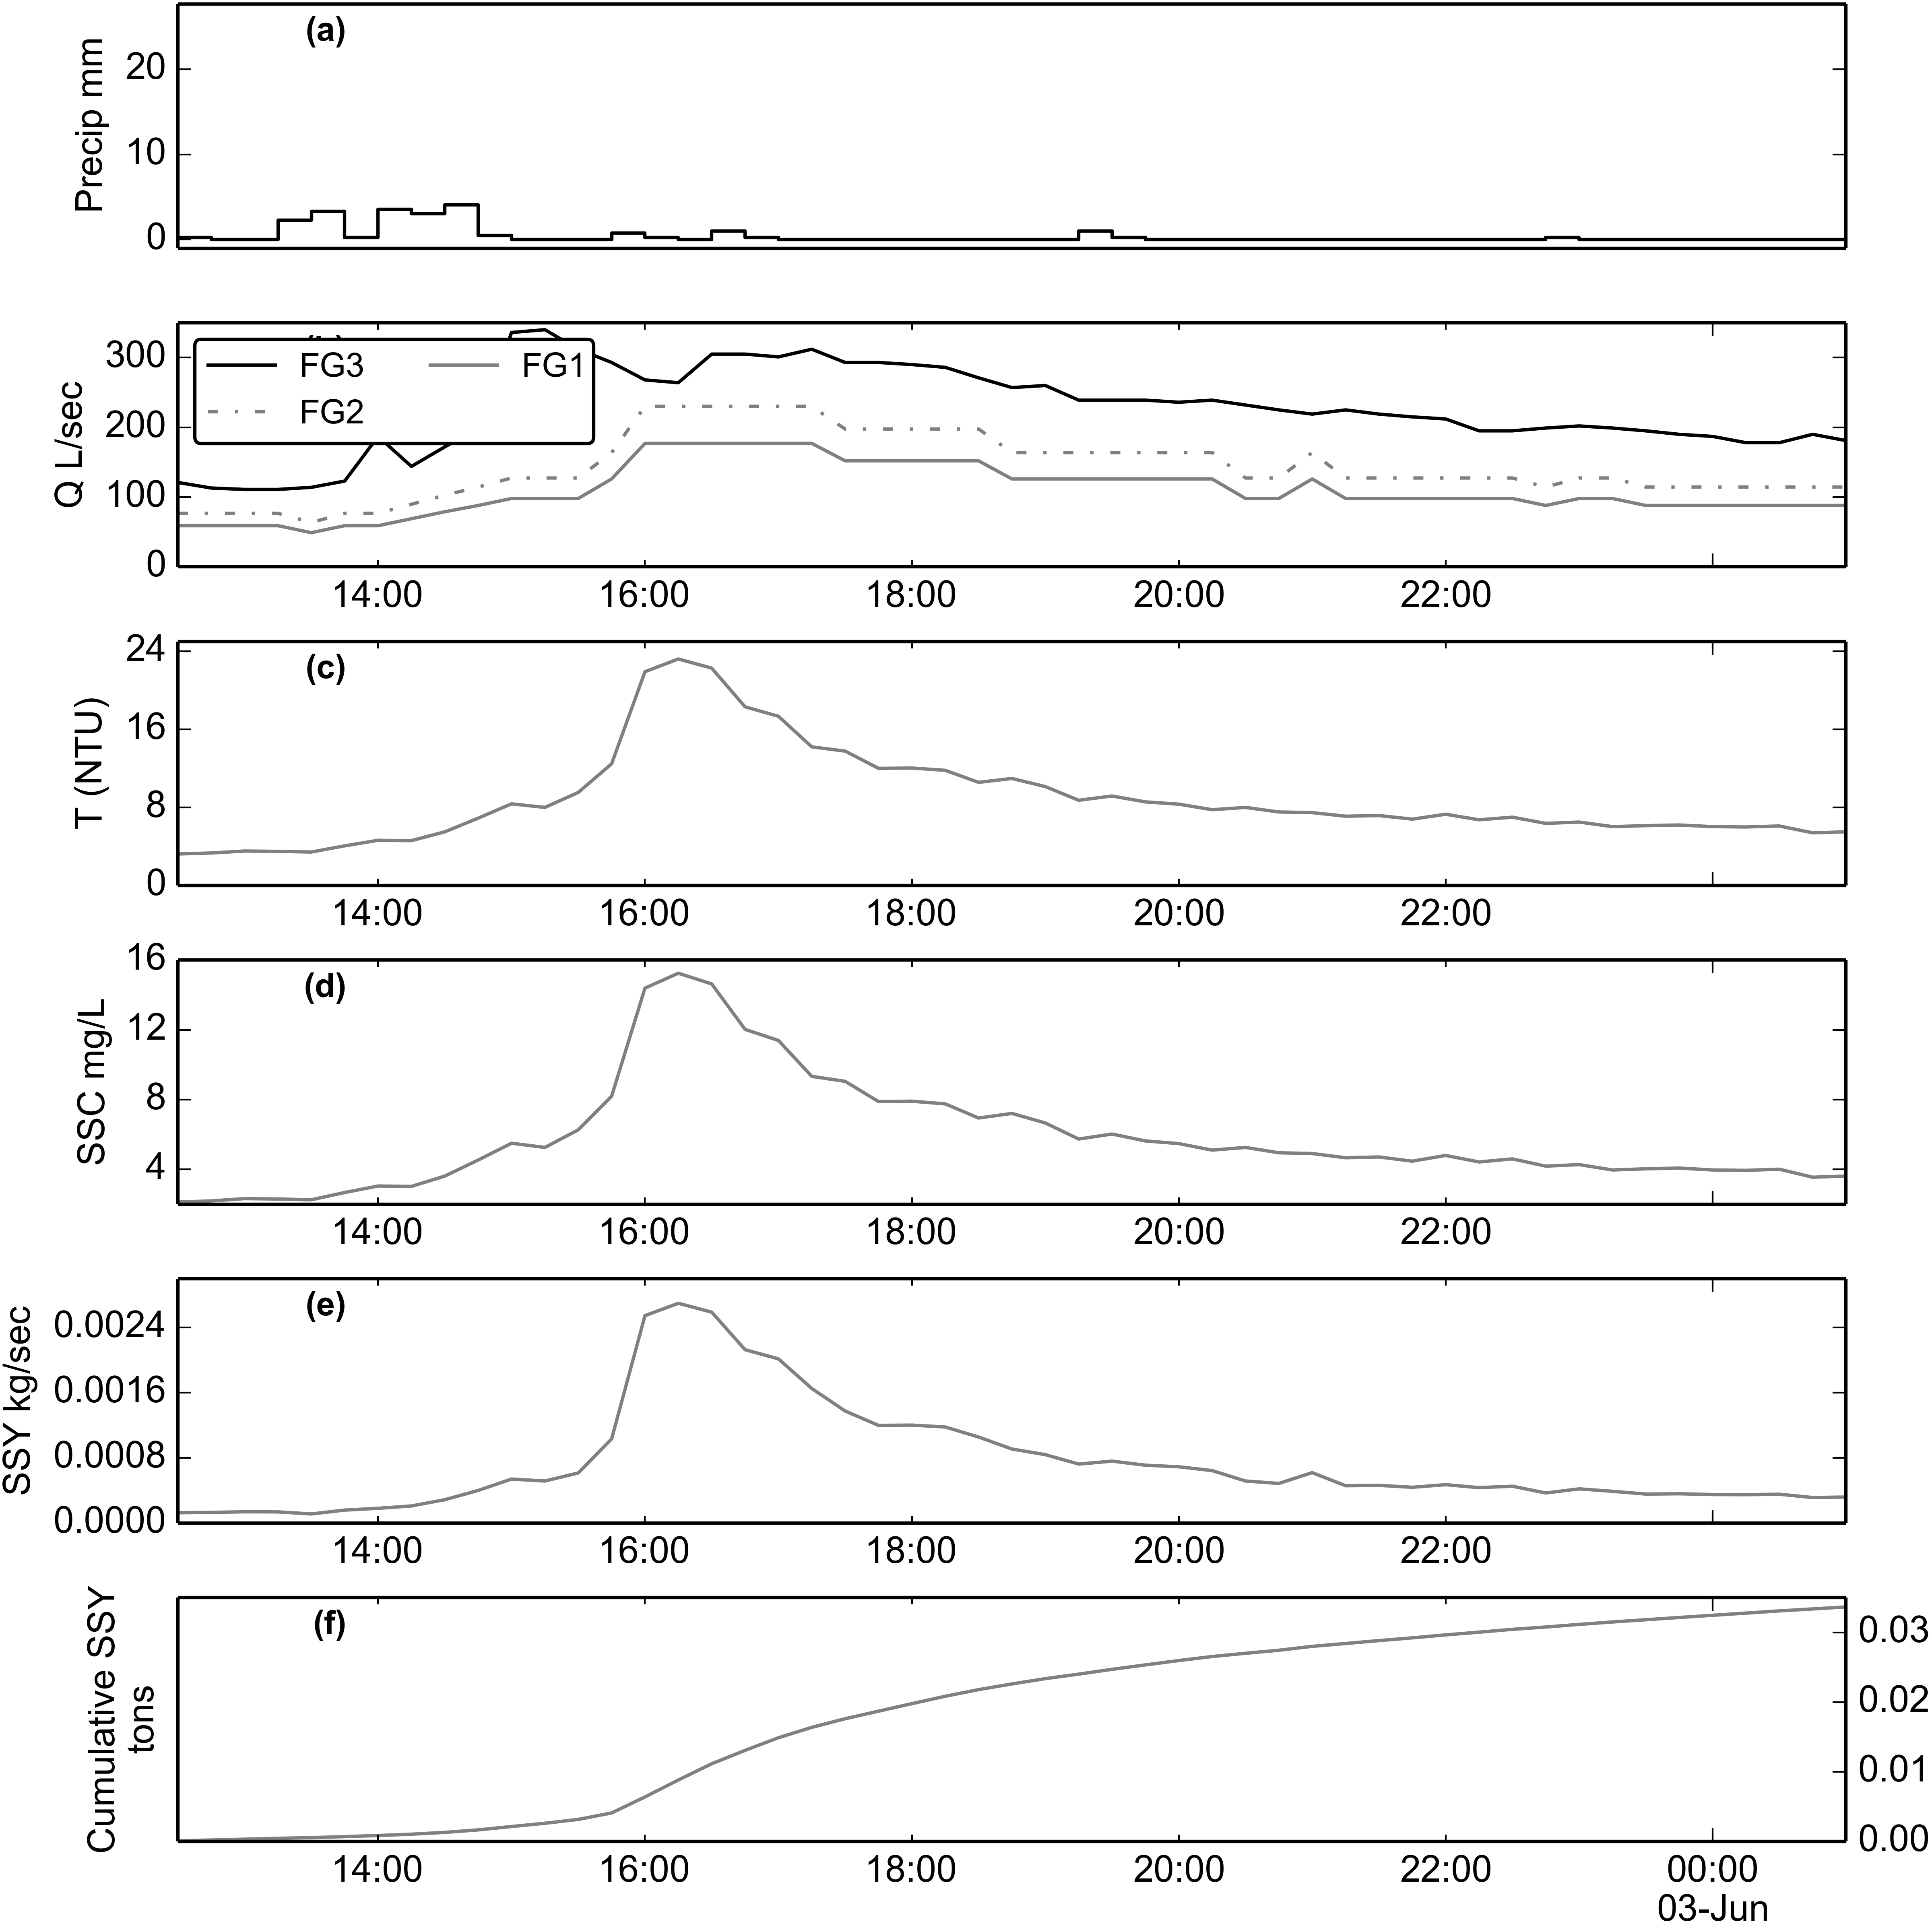 (a)
Precip mm
20
10
0
Q L/sec
300
200
100
0
FG3 FG1
FG2
14:00 16:00 18:00 20:00 22:00
(c)
T (NTU)
24
16
8
0
14:00 16:00 18:00 20:00 22:00
(d)
SSC mg/L
16
12
8
4
14:00 16:00 18:00 20:00 22:00
(e)
SSY kg/sec
0.0024
0.0016
0.0008
0.0000
14:00 16:00 18:00 20:00 22:00
(f)
Cumulative SSY
tons
0.03
0.02
0.01
0.00
14:00 16:00 18:00 20:00 22:00 00:00
03-Jun